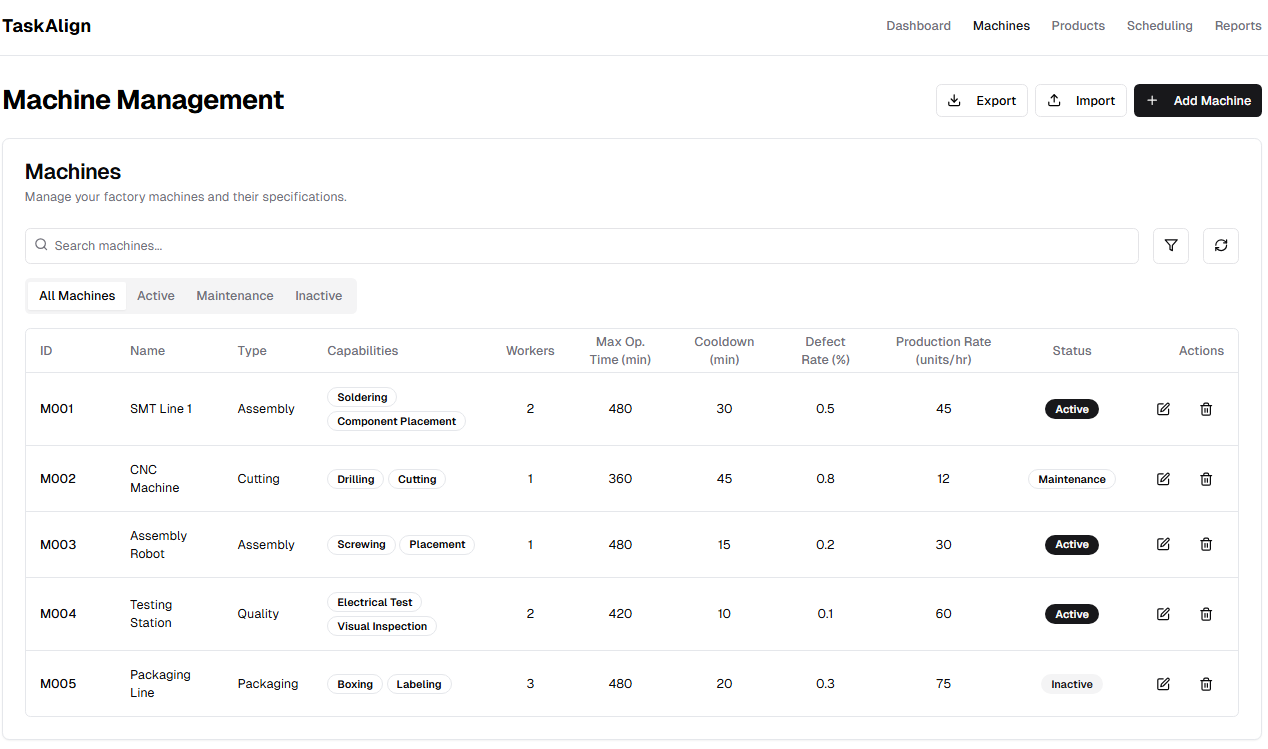 TaskAlign
Dashboard Machines Products Scheduling Reports
Machine Management
Export Import Add Machine
Machines
Manage your factory machines and their specifications.
Search machines...
All Machines Active Maintenance Inactive
ID Name Type Capabilities Workers Max Op. Time (min) Cooldown (min) Defect Rate (%) Production Rate (units/hr) Status Actions
M001 SMT Line 1 Assembly Soldering Component Placement 2 480 30 0.5 45 Active
M002 CNC Machine Cutting Drilling Cutting 1 360 45 0.8 12 Maintenance
M003 Assembly Robot Assembly Screwing Placement 1 480 15 0.2 30 Active
M004 Testing Station Quality Electrical Test Visual Inspection 2 420 10 0.1 60 Active
M005 Packaging Line Packaging Boxing Labeling 3 480 20 0.3 75 Inactive